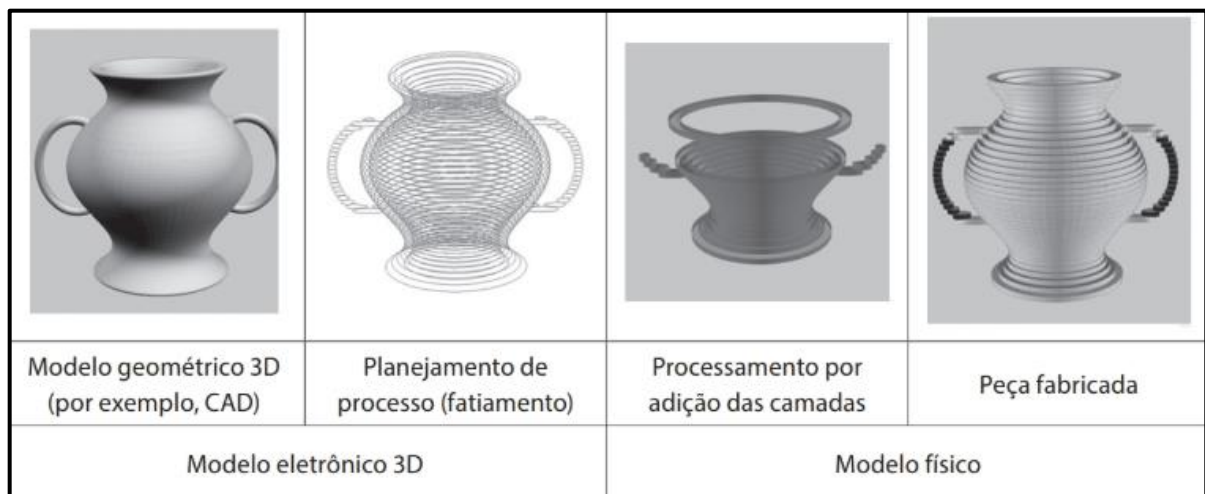 Modelo geométrico 3D
(por exemplo, CAD)
Planejamento de
processo (fatiamento)
Processamento por
adição das camadas
Peça fabricada
Modelo eletrônico 3D
Modelo físico